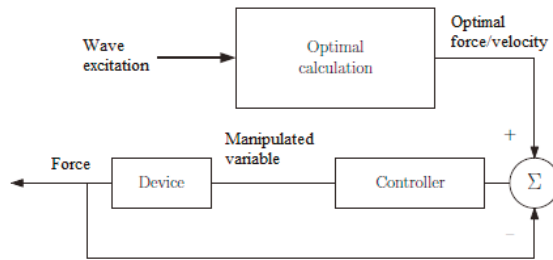 Wave
excitation
Optimal
calculation
Optimal
force/velocity
+
Force
Device
Manipulated
variable
Controller
Σ
−